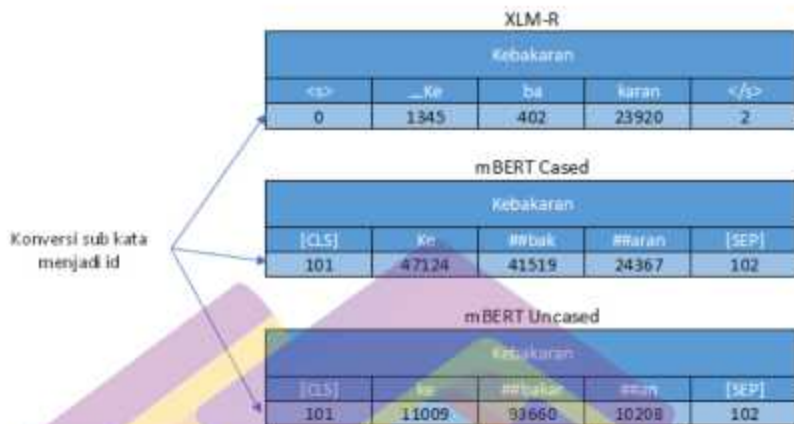 XLM-R
Kebakaran
<s> __Ke ba karan </s>
0 1345 402 23920 2
mBERT Cased
Kebakaran
[CLS] Ke ##bak ##aran [SEP]
101 47124 41519 24367 102
Konversi sub kata
menjadi id
mBERT Uncased
Kebakaran
[CLS] ke ##bakar ##an [SEP]
101 11009 93660 10208 102